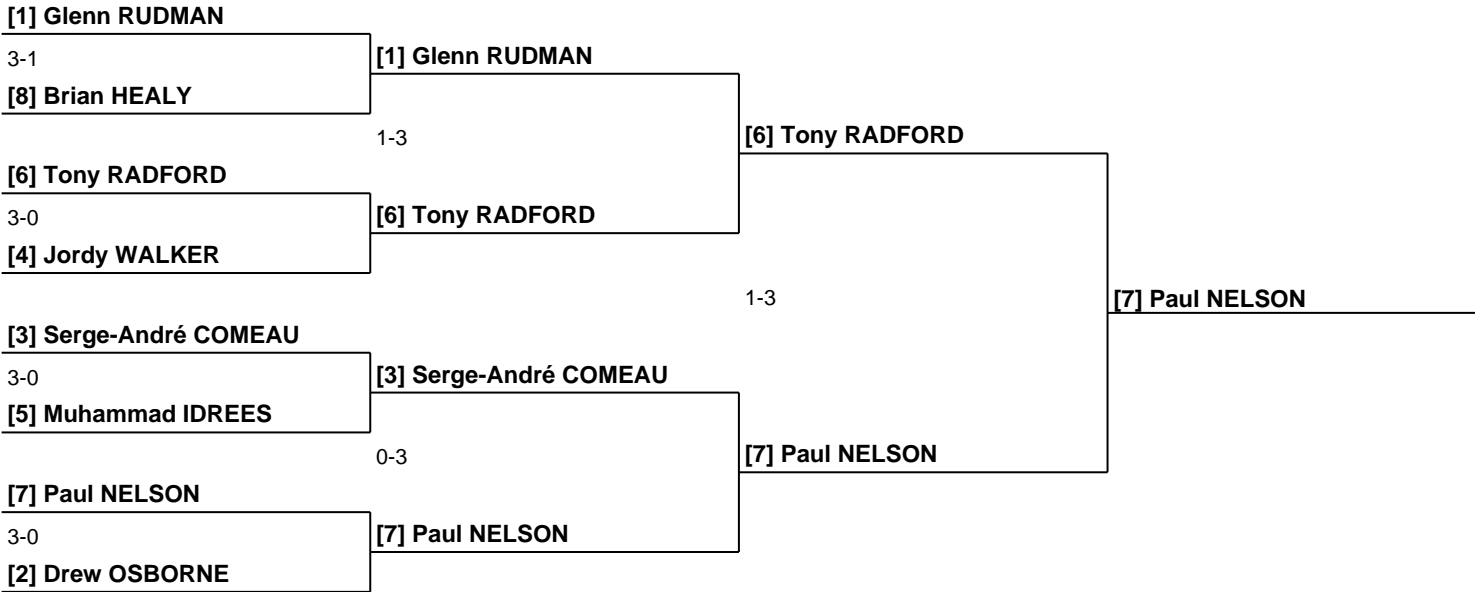 [1] Glenn RUDMAN
3-1
[8] Brian HEALY
[1] Glenn RUDMAN
1-3
[6] Tony RADFORD
[6] Tony RADFORD
3-0
[4] Jordy WALKER
[6] Tony RADFORD
1-3
[7] Paul NELSON
[3] Serge-André COMEAU
3-0
[5] Muhammad IDREES
[3] Serge-André COMEAU
0-3
[7] Paul NELSON
[7] Paul NELSON
3-0
[2] Drew OSBORNE
[7] Paul NELSON